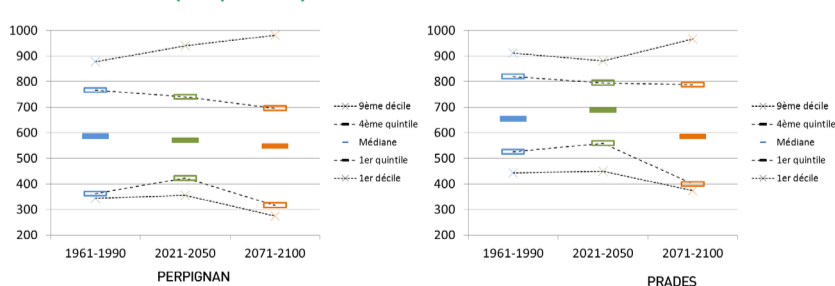 1000
900
800
700
600
500
400
300
200
1961-1990 2021-2050 2071-2100
PERPIGNAN
9ème décile
4ème quintile
Médiane
1er quintile
1er décile
1000
900
800
700
600
500
400
300
200
1961-1990 2021-2050 2071-2100
PRADES
9ème décile
4ème quintile
Médiane
1er quintile
1er décile